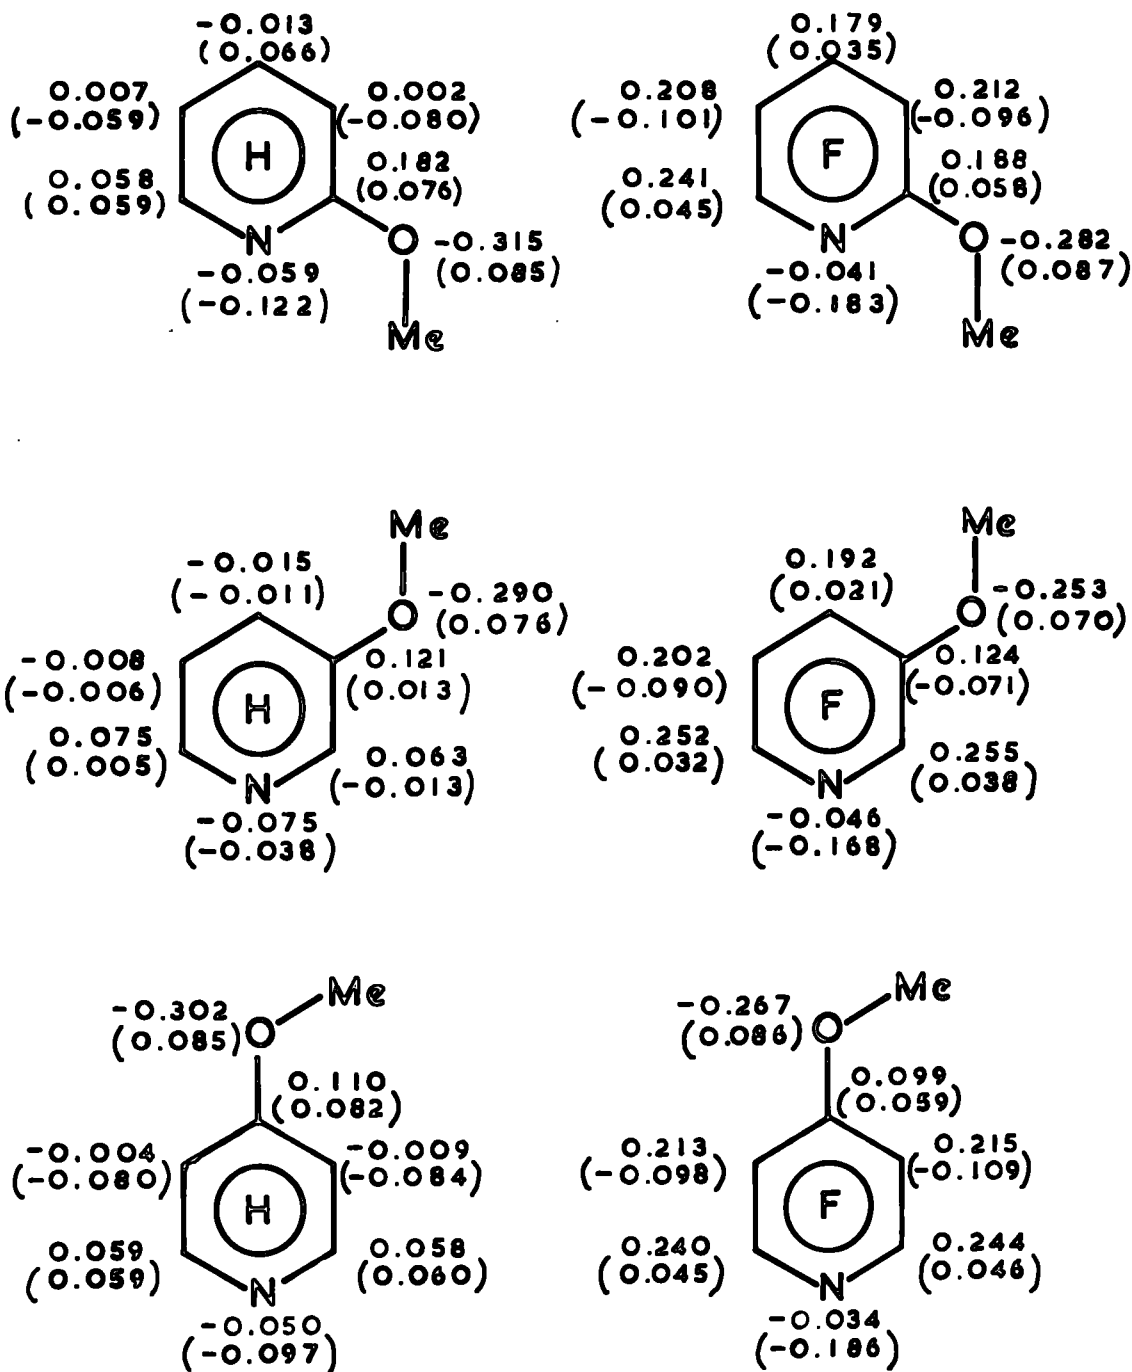 -0.013 0.179
(0.066) (0.035)
0.007 0.002 0.208 0.212
(-0.059) (-0.080) (-0.101) (-0.096)
H F
0.058 0.182 0.241 0.188
(0.059) (0.076) (0.045) (0.058)
N O -0.315 N O -0.282
-0.059 (0.085) -0.041 (0.087)
(-0.122) (-0.183)
Me Me
Me Me
-0.015 -0.290 0.192 -0.253
(-0.011) O (0.076) (0.021) O (0.070)
-0.008 0.121 0.202 0.124
(-0.006) (0.013) (-0.090) (-0.071)
H F
0.075 0.063 0.252 0.255
(0.005) (-0.013) (0.032) (0.038)
N N
-0.075 -0.046
(-0.038) (-0.168)
-0.302 Me -0.267 Me
(0.085) O (0.086) O
0.110 0.099
(0.082) (0.059)
-0.004 -0.009 0.213 0.215
(-0.080) (-0.084) (-0.098) (-0.109)
H F
0.059 0.058 0.240 0.244
(0.059) (0.060) (0.045) (0.046)
N N
-0.050 -0.034
(-0.097) (-0.186)